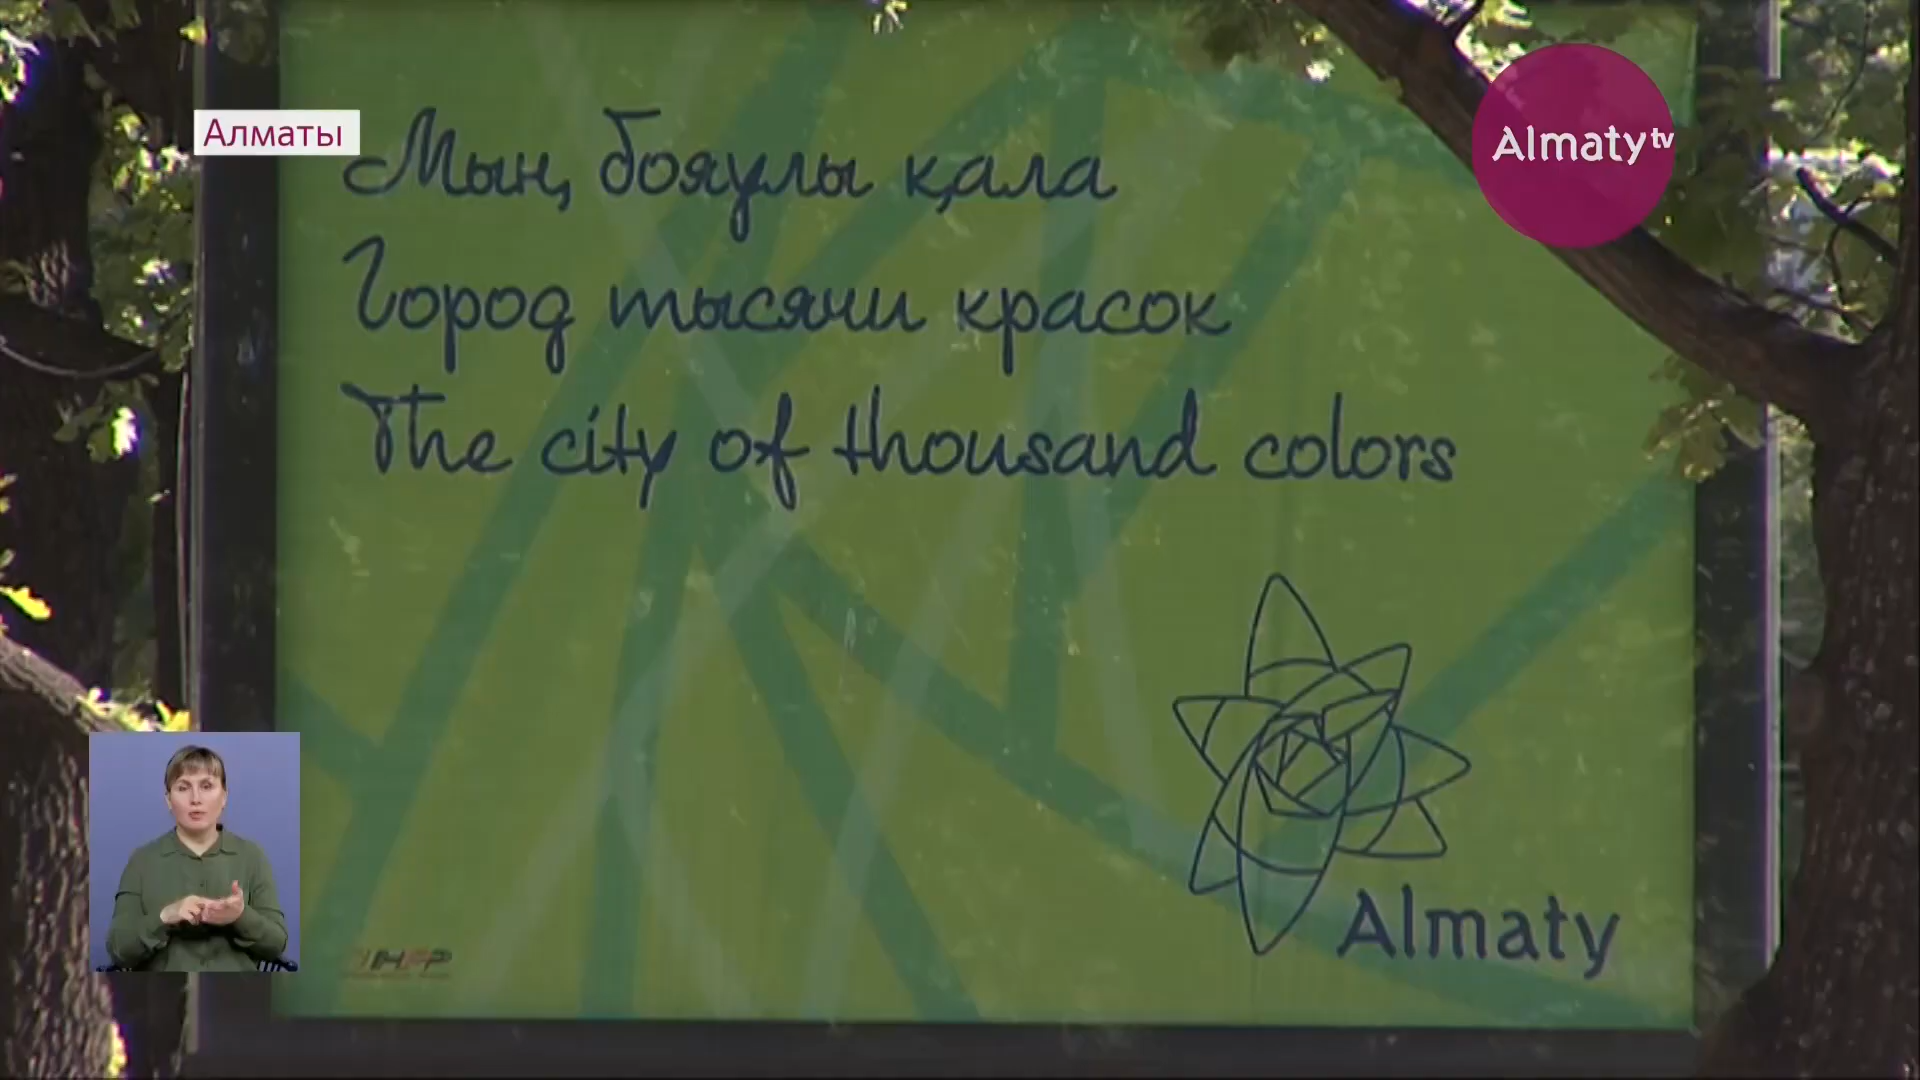 Алматы
Almaty tv
Мың бояулы қала
Город тысячи красок
The city of thousand colors
Almaty